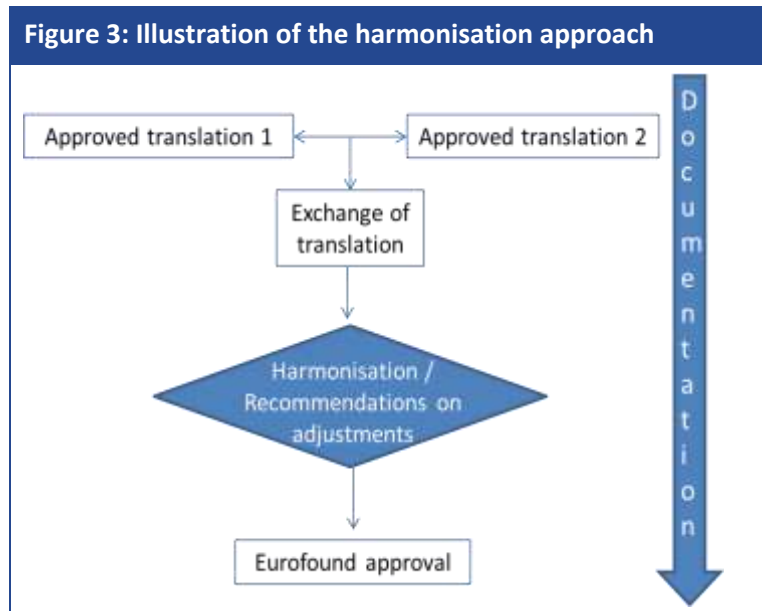 Figure 3: Illustration of the harmonisation approach
Approved translation 1
Approved translation 2
Exchange of
translation
Harmonisation /
Recommendations on
adjustments
Eurofound approval
Documentation